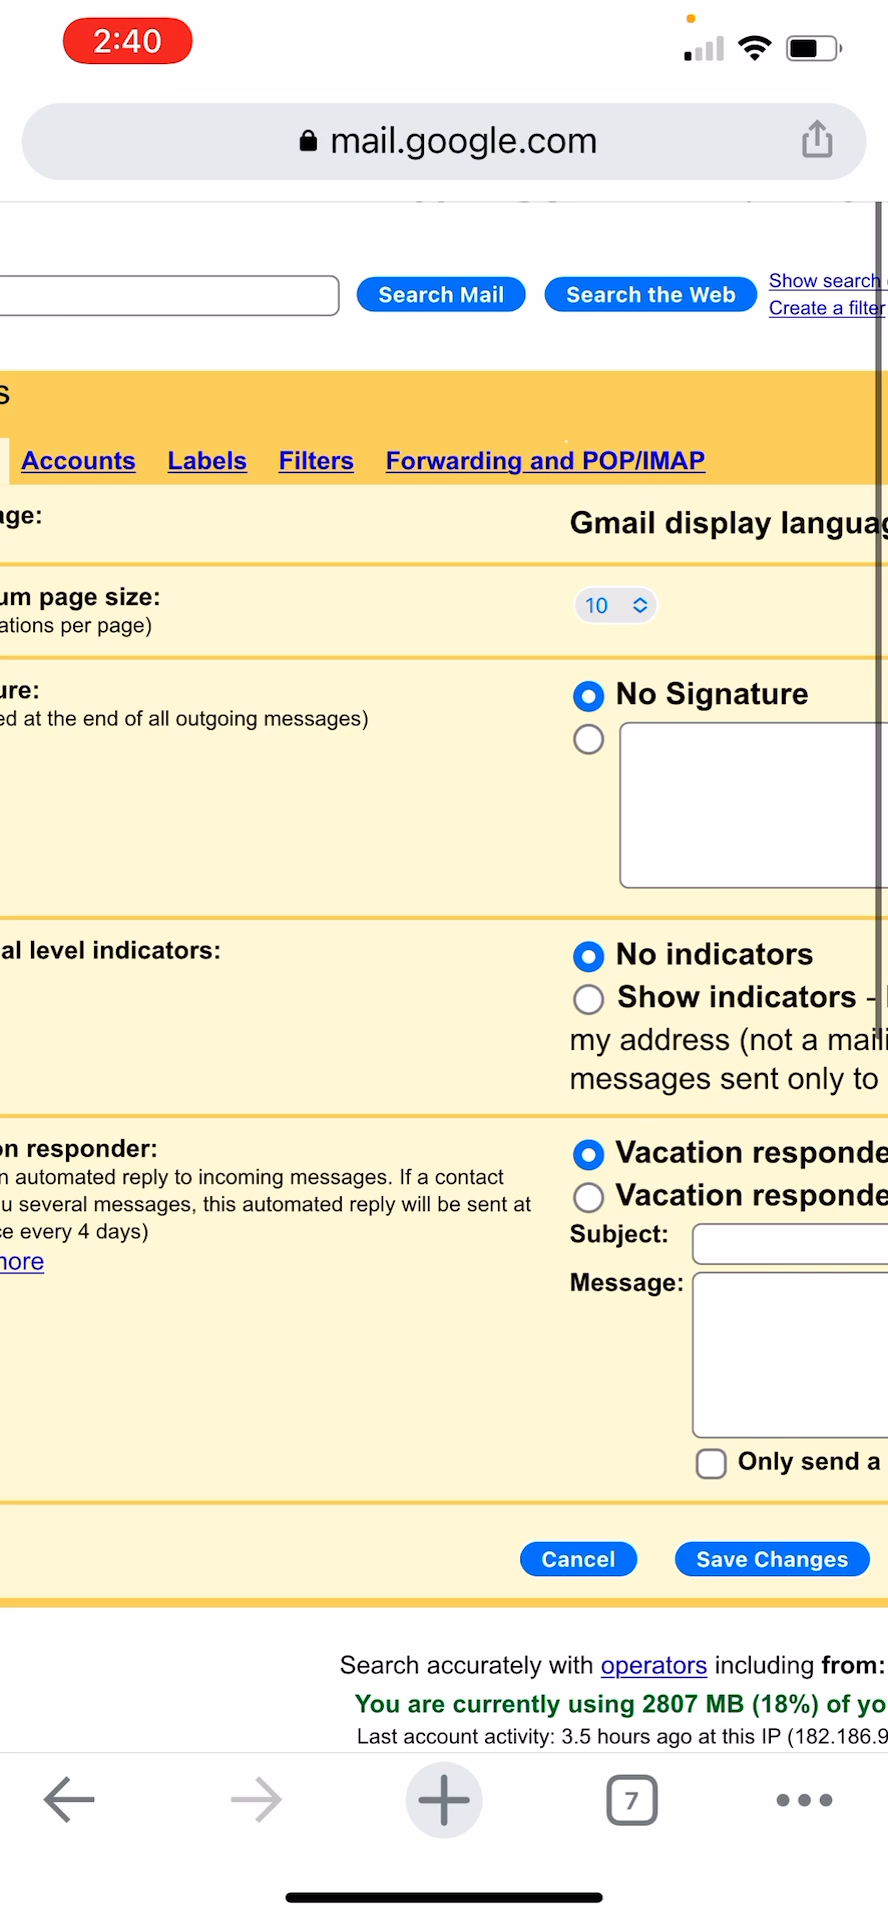 2:40
mail.google.com
Search Mail
Search the Web
Show search
Create a filter
s
Accounts
Labels
Filters
Forwarding and POP/IMAP
age:
Gmail display languag
um page size:
ations per page)
10
ure:
ed at the end of all outgoing messages)
No Signature
al level indicators:
No indicators
Show indicators -
my address (not a maili
messages sent only to
on responder:
n automated reply to incoming messages. If a contact
u several messages, this automated reply will be sent at
ce every 4 days)
nore
Vacation responde
Vacation responde
Subject:
Message:
Only send a
Cancel
Save Changes
Search accurately with operators including from:
You are currently using 2807 MB (18%) of yo
Last account activity: 3.5 hours ago at this IP (182.186.9
7